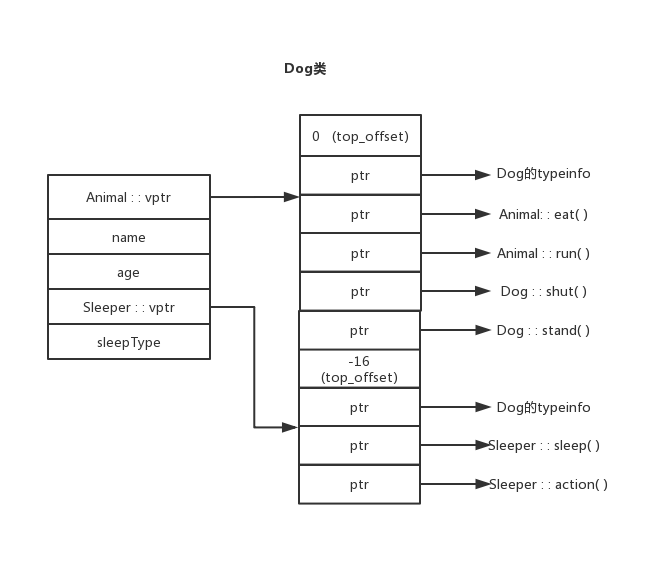 Dog类
0 (top_offset)
ptr
Dog的typeinfo
Animal : : vptr
ptr
Animal: : eat( )
name
ptr
Animal : : run( )
age
ptr
Dog : : shut( )
Sleeper : : vptr
ptr
Dog : : stand( )
sleepType
-16
(top_offset)
ptr
Dog的typeinfo
ptr
Sleeper : : sleep( )
ptr
Sleeper : : action( )